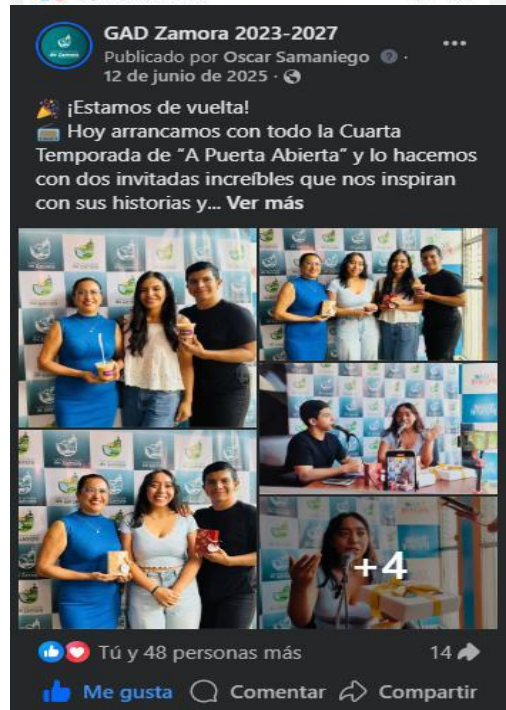 GAD Zamora 2023-2027
Publicado por Oscar Samaniego ·
12 de junio de 2025 ·
🎉 ¡Estamos de vuelta!
📻 Hoy arrancamos con todo la Cuarta
Temporada de "A Puerta Abierta" y lo hacemos
con dos invitadas increíbles que nos inspiran
con sus historias y... Ver más
+4
Tú y 48 personas más
14
Me gusta
Comentar
Compartir